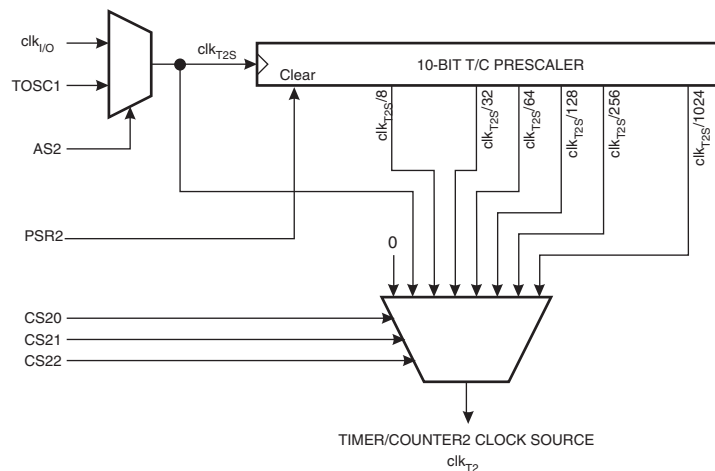 clkI/O
clkT2S
TOSC1
10-BIT T/C PRESCALER
Clear
clkT2S/8
clkT2S/32
clkT2S/64
clkT2S/128
clkT2S/256
clkT2S/1024
AS2
PSR2
0
CS20
CS21
CS22
TIMER/COUNTER2 CLOCK SOURCE
clkT2